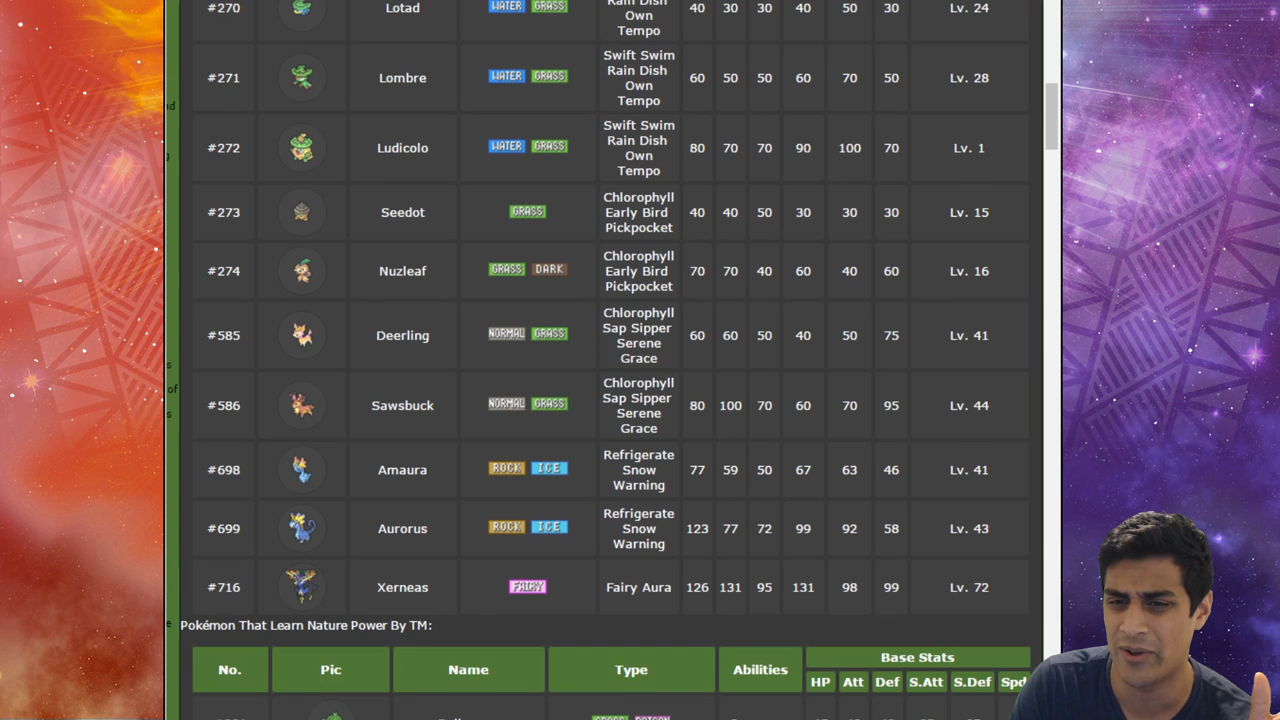 #270 Lotad WATER GRASS Rain Dish Own Tempo 40 30 30 40 50 30 Lv. 24
nd
#271 Lombre WATER GRASS Swift Swim Rain Dish Own Tempo 60 50 50 60 70 50 Lv. 28
#272 Ludicolo WATER GRASS Swift Swim Rain Dish Own Tempo 80 70 70 90 100 70 Lv. 1
#273 Seedot GRASS Chlorophyll Early Bird Pickpocket 40 40 50 30 30 30 Lv. 15
#274 Nuzleaf GRASS DARK Chlorophyll Early Bird Pickpocket 70 70 40 60 40 60 Lv. 16
#585 Deerling NORMAL GRASS Chlorophyll Sap Sipper Serene Grace 60 60 50 40 50 75 Lv. 41
s
of
s
#586 Sawsbuck NORMAL GRASS Chlorophyll Sap Sipper Serene Grace 80 100 70 60 70 95 Lv. 44
#698 Amaura ROCK ICE Refrigerate Snow Warning 77 59 50 67 63 46 Lv. 41
#699 Aurorus ROCK ICE Refrigerate Snow Warning 123 77 72 99 92 58 Lv. 43
#716 Xerneas FAIRY Fairy Aura 126 131 95 131 98 99 Lv. 72
e
Pokémon That Learn Nature Power By TM:
No. Pic Name Type Abilities Base Stats
HP Att Def S.Att S.Def Spd